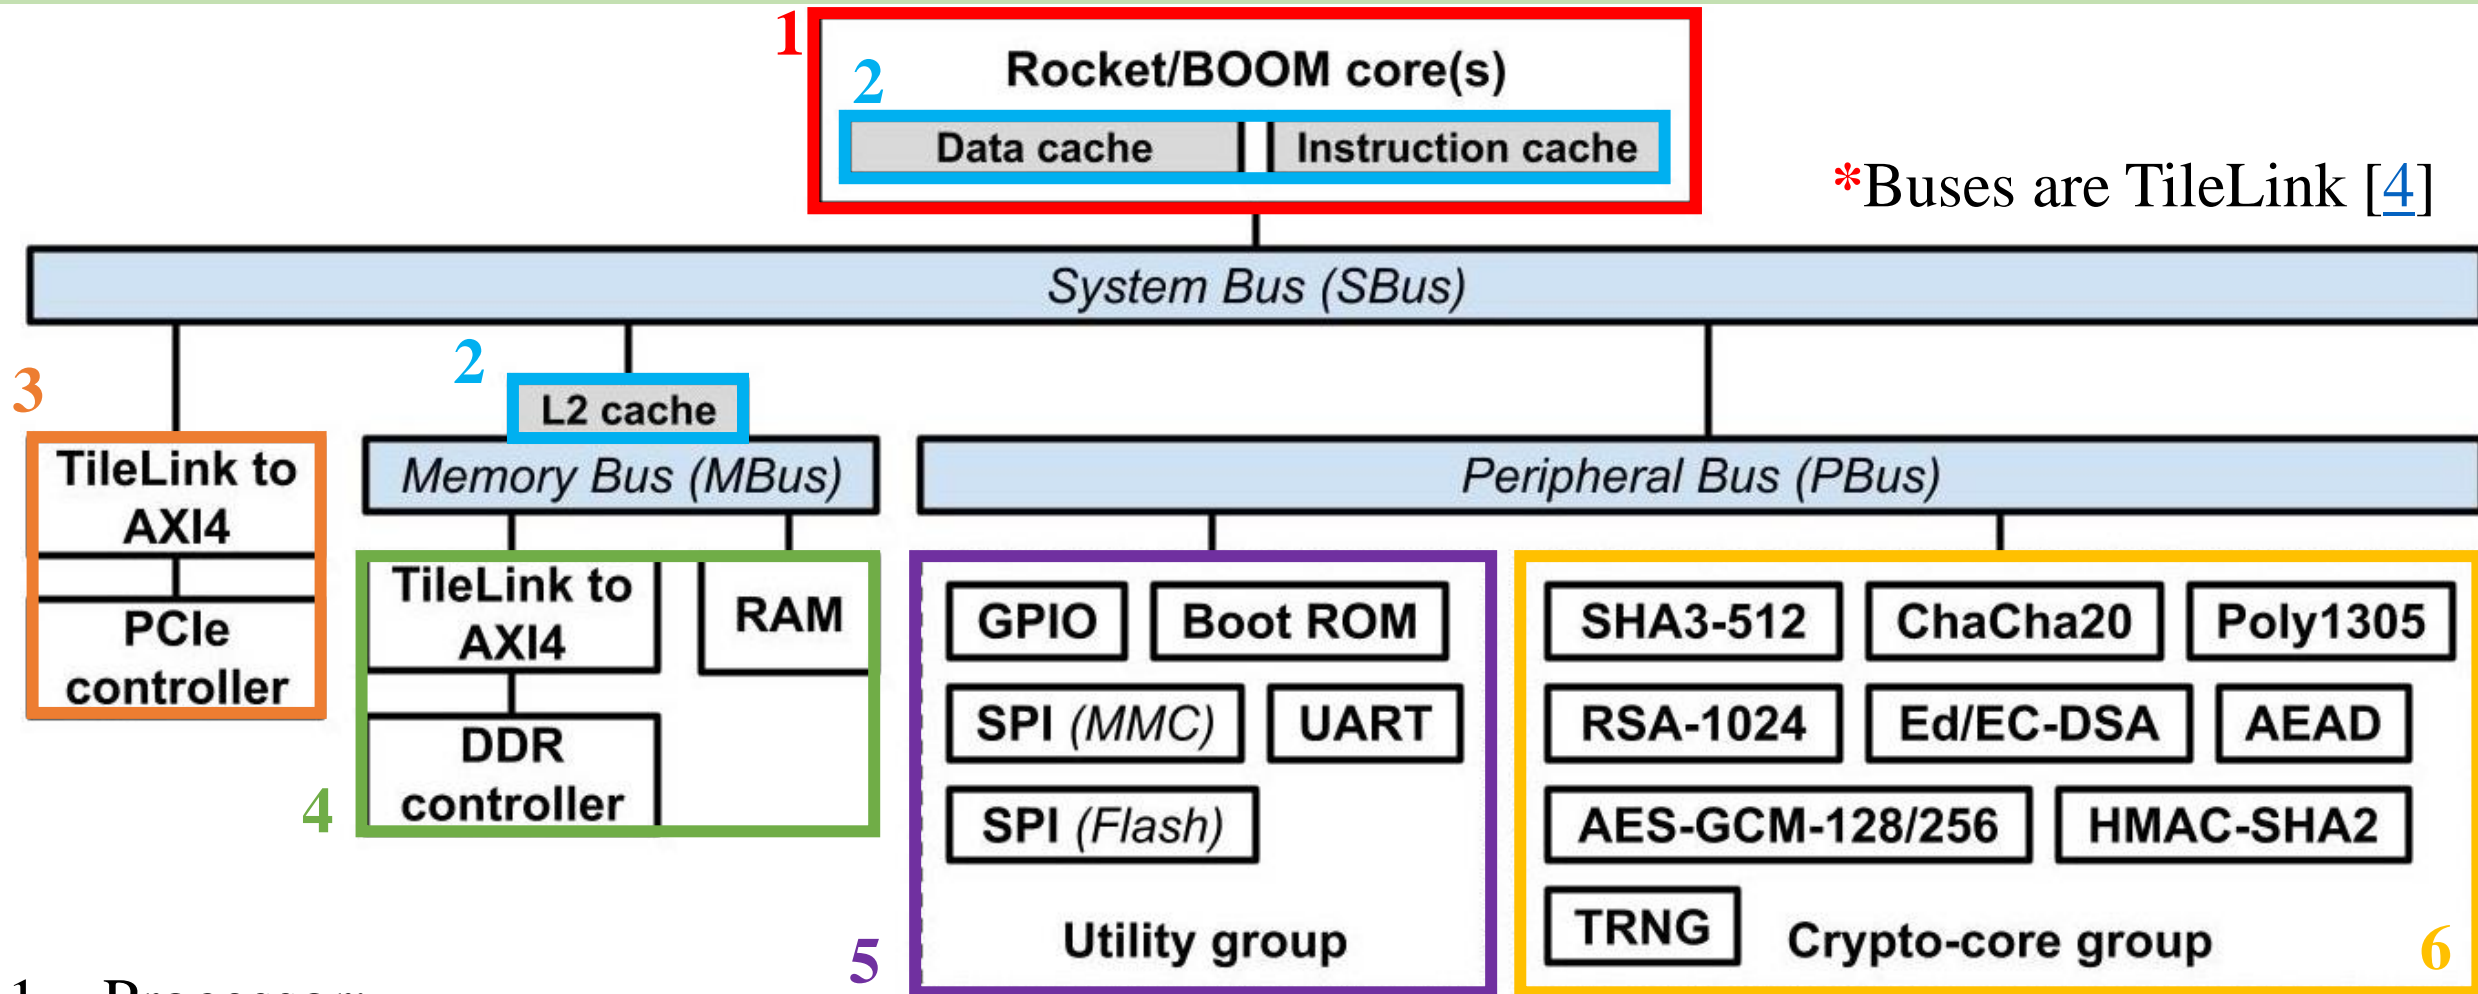 1
Rocket/BOOM core(s)
2
Data cache
Instruction cache
*Buses are TileLink [4]
System Bus (SBus)
2
3
L2 cache
TileLink to
AXI4
PCIe
controller
Memory Bus (MBus)
Peripheral Bus (PBus)
TileLink to
AXI4
RAM
DDR
controller
4
GPIO
Boot ROM
SPI (MMC)
UART
SPI (Flash)
Utility group
5
SHA3-512
ChaCha20
Poly1305
RSA-1024
Ed/EC-DSA
AEAD
AES-GCM-128/256
HMAC-SHA2
TRNG
Crypto-core group
6